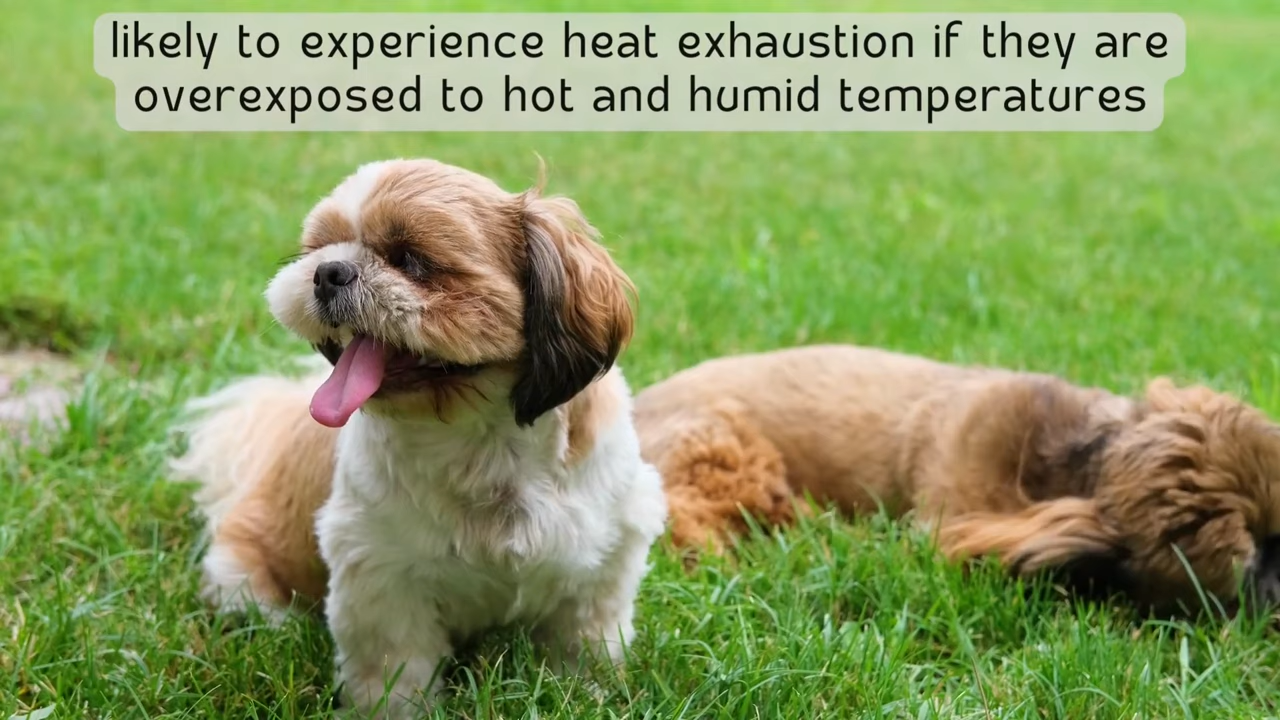 likely to experience heat exhaustion if they are
overexposed to hot and humid temperatures